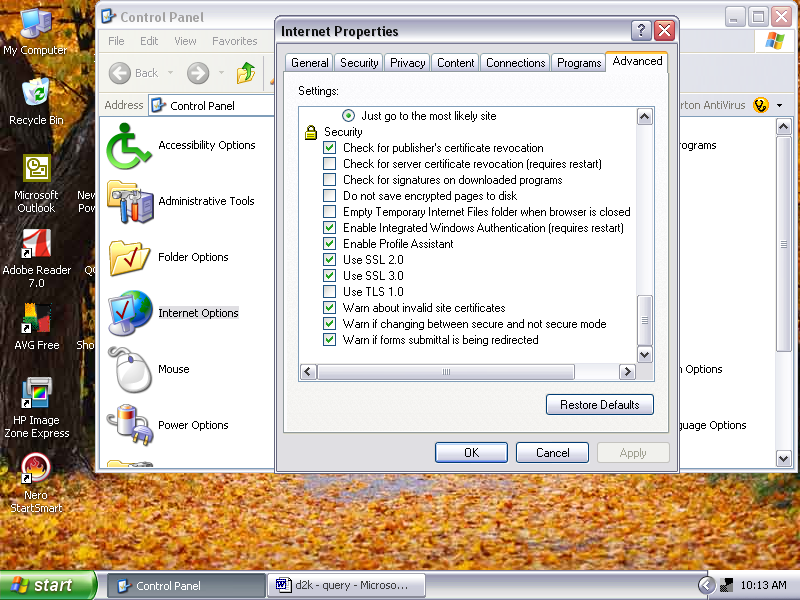 My Computer
Recycle Bin
Microsoft
Outlook
New
Pow
Adobe Reader
7.0
AVG Free
Sho
HP Image
Zone Express
Nero
StartSmart
Control Panel
File Edit View Favorites
Back
Address Control Panel
rton AntiVirus
Accessibility Options
rograms
Administrative Tools
Folder Options
Internet Options
Mouse
n Options
Power Options
guage Options
Internet Properties
General Security Privacy Content Connections Programs Advanced
Settings:
Just go to the most likely site
Security
Check for publisher's certificate revocation
Check for server certificate revocation (requires restart)
Check for signatures on downloaded programs
Do not save encrypted pages to disk
Empty Temporary Internet Files folder when browser is closed
Enable Integrated Windows Authentication (requires restart)
Enable Profile Assistant
Use SSL 2.0
Use SSL 3.0
Use TLS 1.0
Warn about invalid site certificates
Warn if changing between secure and not secure mode
Warn if forms submittal is being redirected
Restore Defaults
OK Cancel Apply
start Control Panel d2k - query - Microso... 10:13 AM